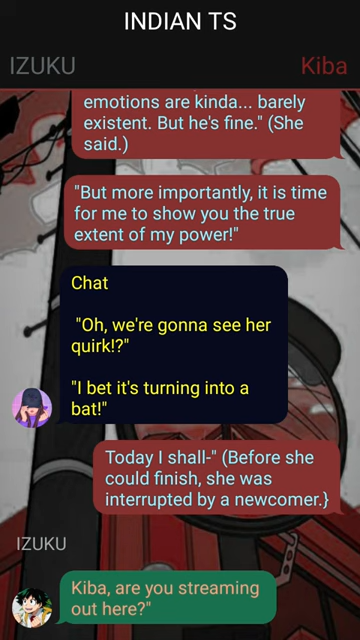 INDIAN TS
IZUKU
Kiba
emotions are kinda... barely
existent. But he's fine." (She
said.)
"But more importantly, it is time
for me to show you the true
extent of my power!"
Chat
"Oh, we're gonna see her
quirk!?"
"I bet it's turning into a
bat!"
Today I shall-" (Before she
could finish, she was
interrupted by a newcomer.}
IZUKU
Kiba, are you streaming
out here?"